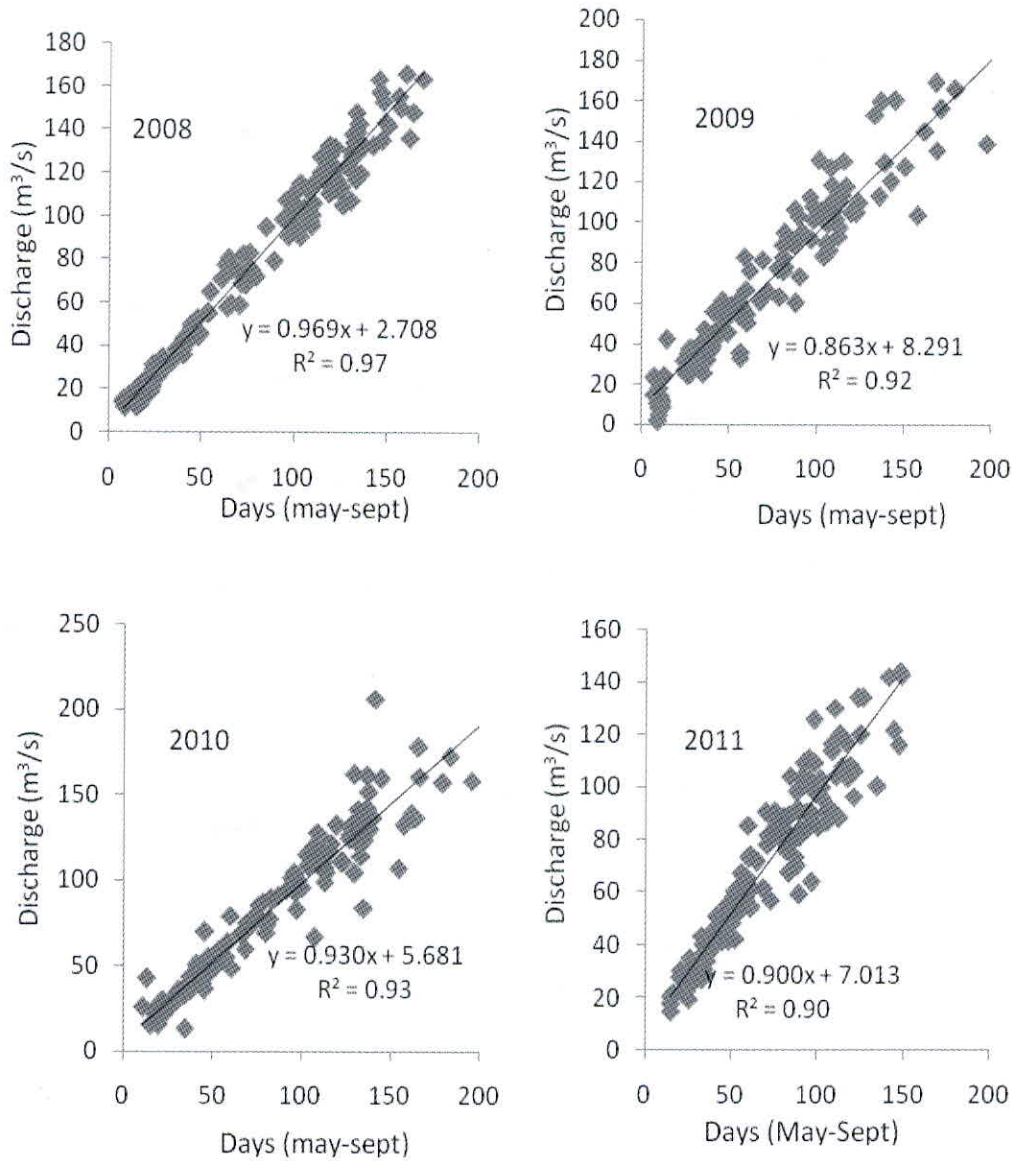 180
160
140
120
100
80
60
40
20
0
Discharge (m³/s)
2008
y = 0.969x + 2.708
R² = 0.97
0 50 100 150 200
Days (may-sept)
200
180
160
140
120
100
80
60
40
20
0
Discharge (m³/s)
2009
y = 0.863x + 8.291
R² = 0.92
0 50 100 150 200
Days (may-sept)
250
200
150
100
50
0
Discharge (m³/s)
2010
y = 0.930x + 5.681
R² = 0.93
0 50 100 150 200
Days (may-sept)
160
140
120
100
80
60
40
20
0
Discharge (m³/s)
2011
y = 0.900x + 7.013
R² = 0.90
0 50 100 150 200
Days (May-Sept)